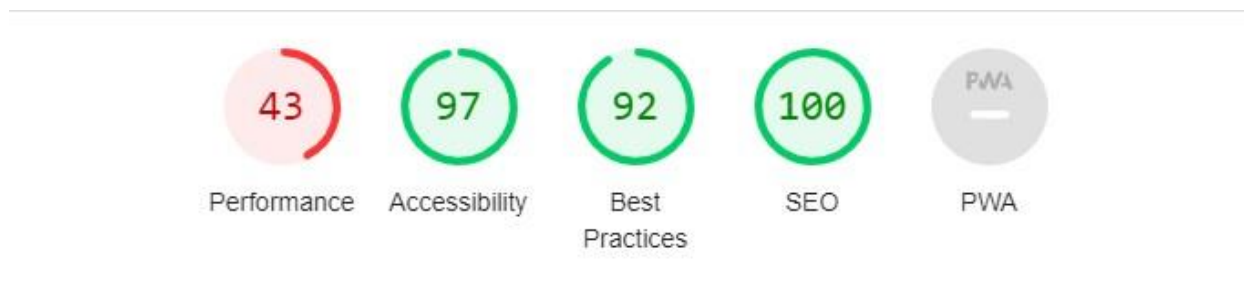 43
97
92
100
PWA
Performance
Accessibility
Best
Practices
SEO
PWA